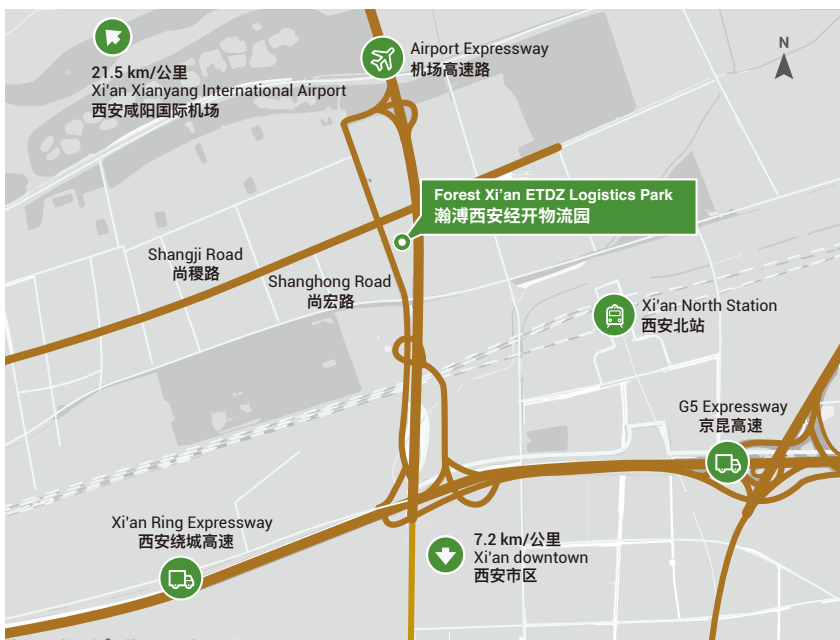 Airport Expressway
机场高速路
N
21.5 km/公里
Xi'an Xianyang International Airport
西安咸阳国际机场
Forest Xi'an ETDZ Logistics Park
瀚溥西安经开物流园
Shangji Road
尚稷路
Shanghong Road
尚宏路
Xi'an North Station
西安北站
G5 Expressway
京昆高速
Xi'an Ring Expressway
西安绕城高速
7.2 km/公里
Xi'an downtown
西安市区